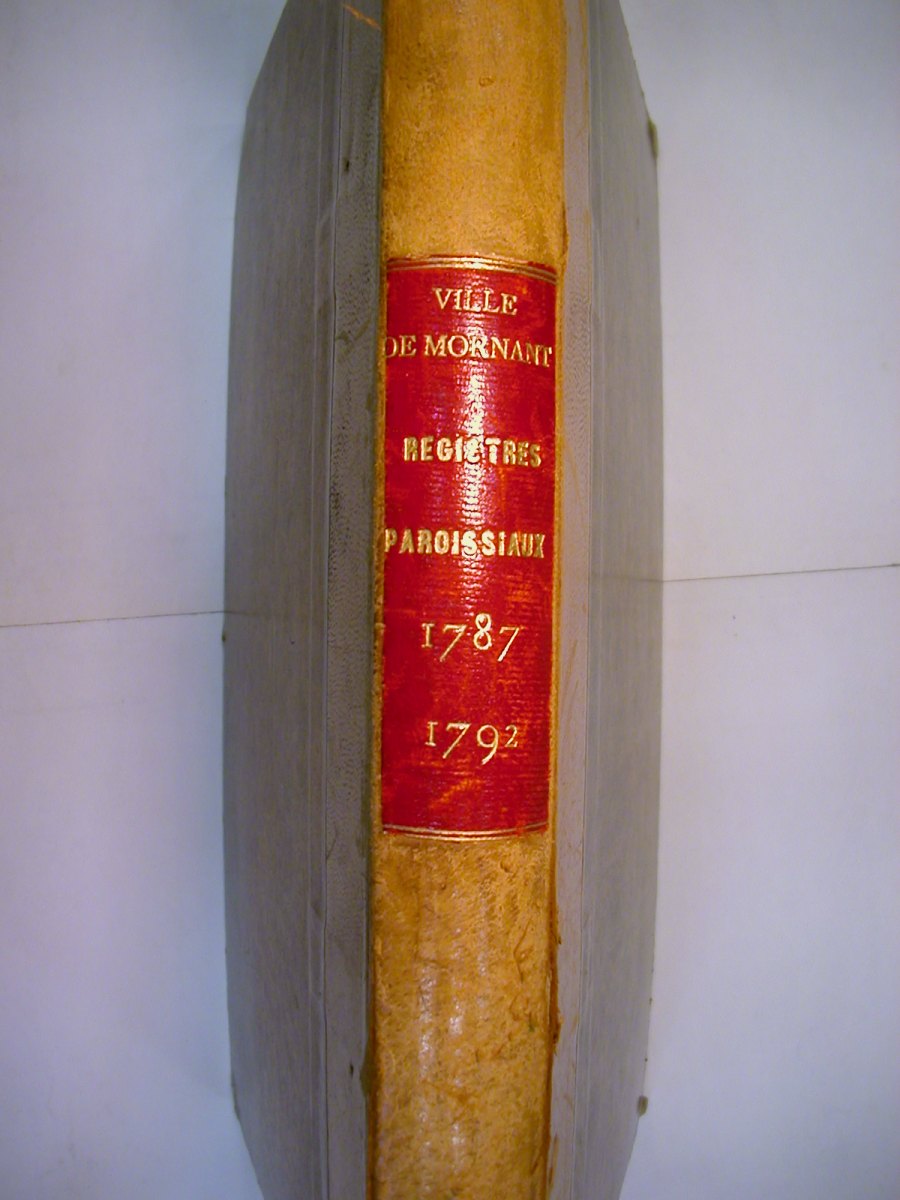 VILLE
DE MORNANT
REGISTRES
PAROISSIAUX
1787
1792